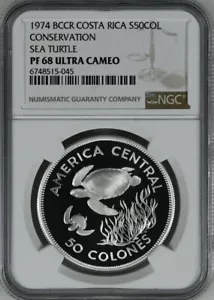 1974 BCCR COSTA RICA S50COL
CONSERVATION
SEA TURTLE
PF 68 ULTRA CAMEO
6748515-045
NUMISMATIC GUARANTY COMPANY
NGC
AMERICA CENTRAL
50 COLONES